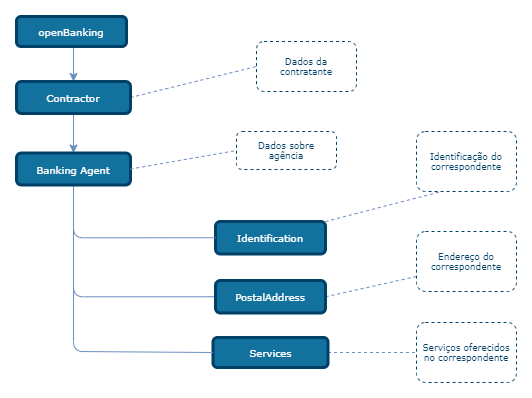 openBanking
Dados da
contratante
Contractor
Dados sobre
agência
Banking Agent
Identificação do
correspondente
Identification
Endereço do
correspondente
PostalAddress
Serviços oferecidos
no correspondente
Services